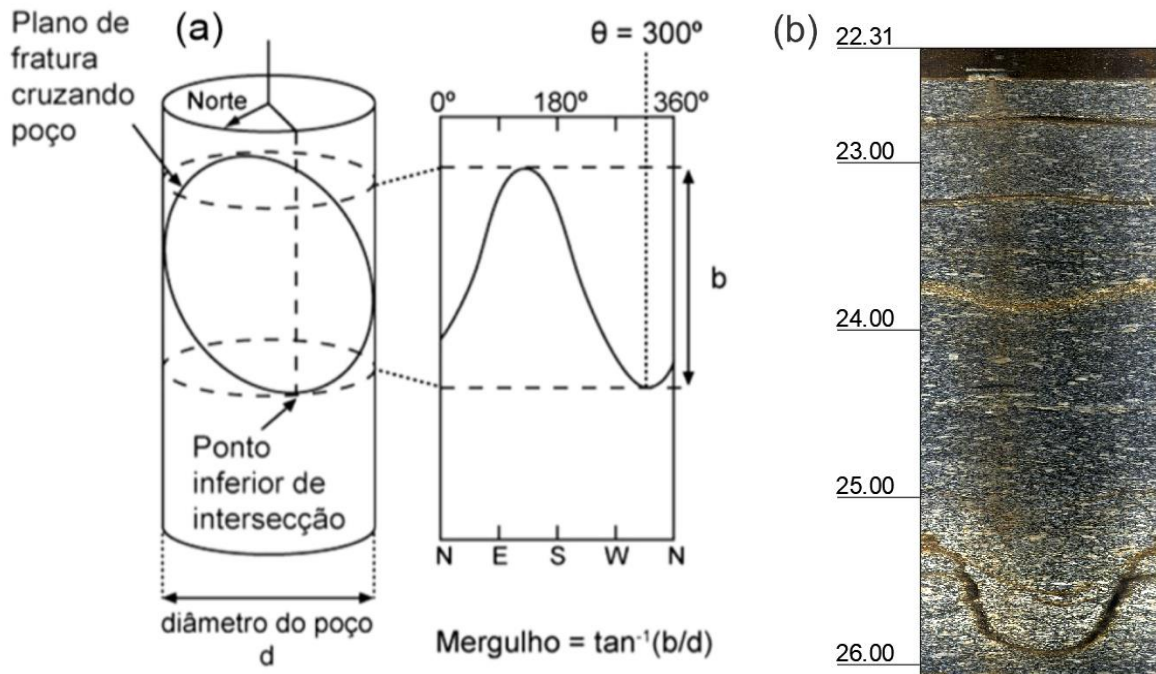 Plano de
fratura
cruzando
poço
(a)
Norte
Ponto
inferior de
intersecção
diâmetro do poço
d
θ = 300º
0º 180º 360º
b
N E S W N
Mergulho = tan⁻¹(b/d)
(b)
22.31
23.00
24.00
25.00
26.00